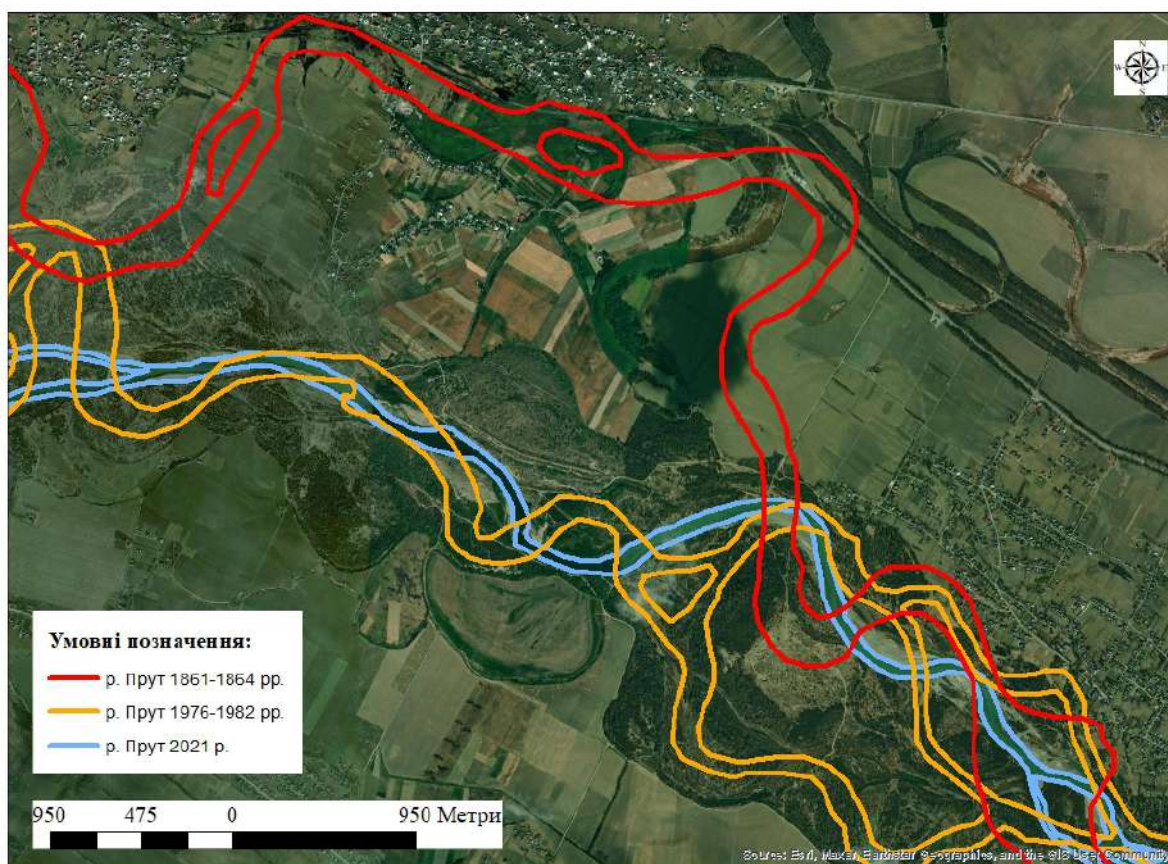 N
W E
S
Умовні позначення:
р. Прут 1861-1864 рр.
р. Прут 1976-1982 рр.
р. Прут 2021 р.
950 475 0 950 Метри
Source: Esri, Maxar, Earthstar Geographics, and the GIS User Community